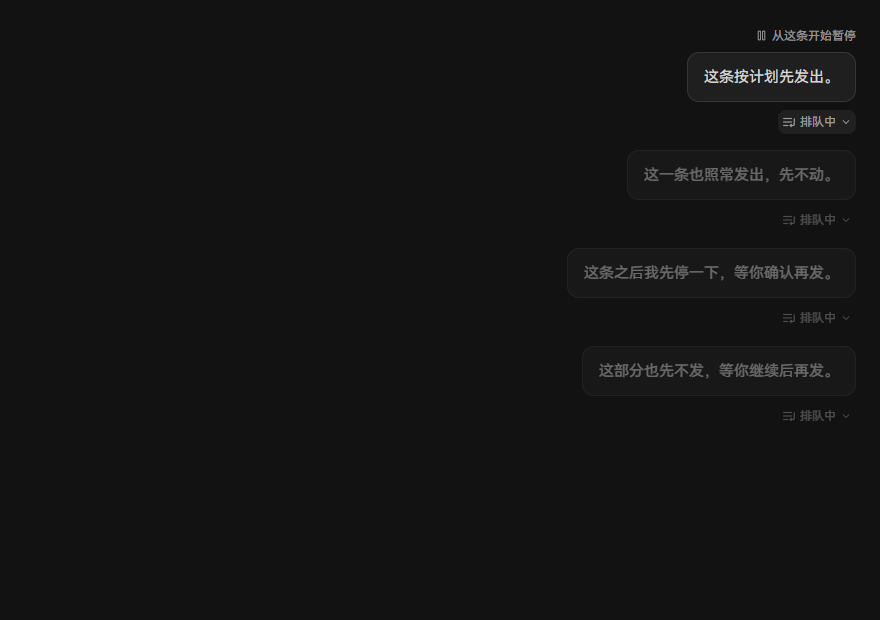 从这条开始暂停
这条按计划先发出。
排队中
这一条也照常发出，先不动。
排队中
这条之后我先停一下，等你确认再发。
排队中
这部分也先不发，等你继续后再发。
排队中